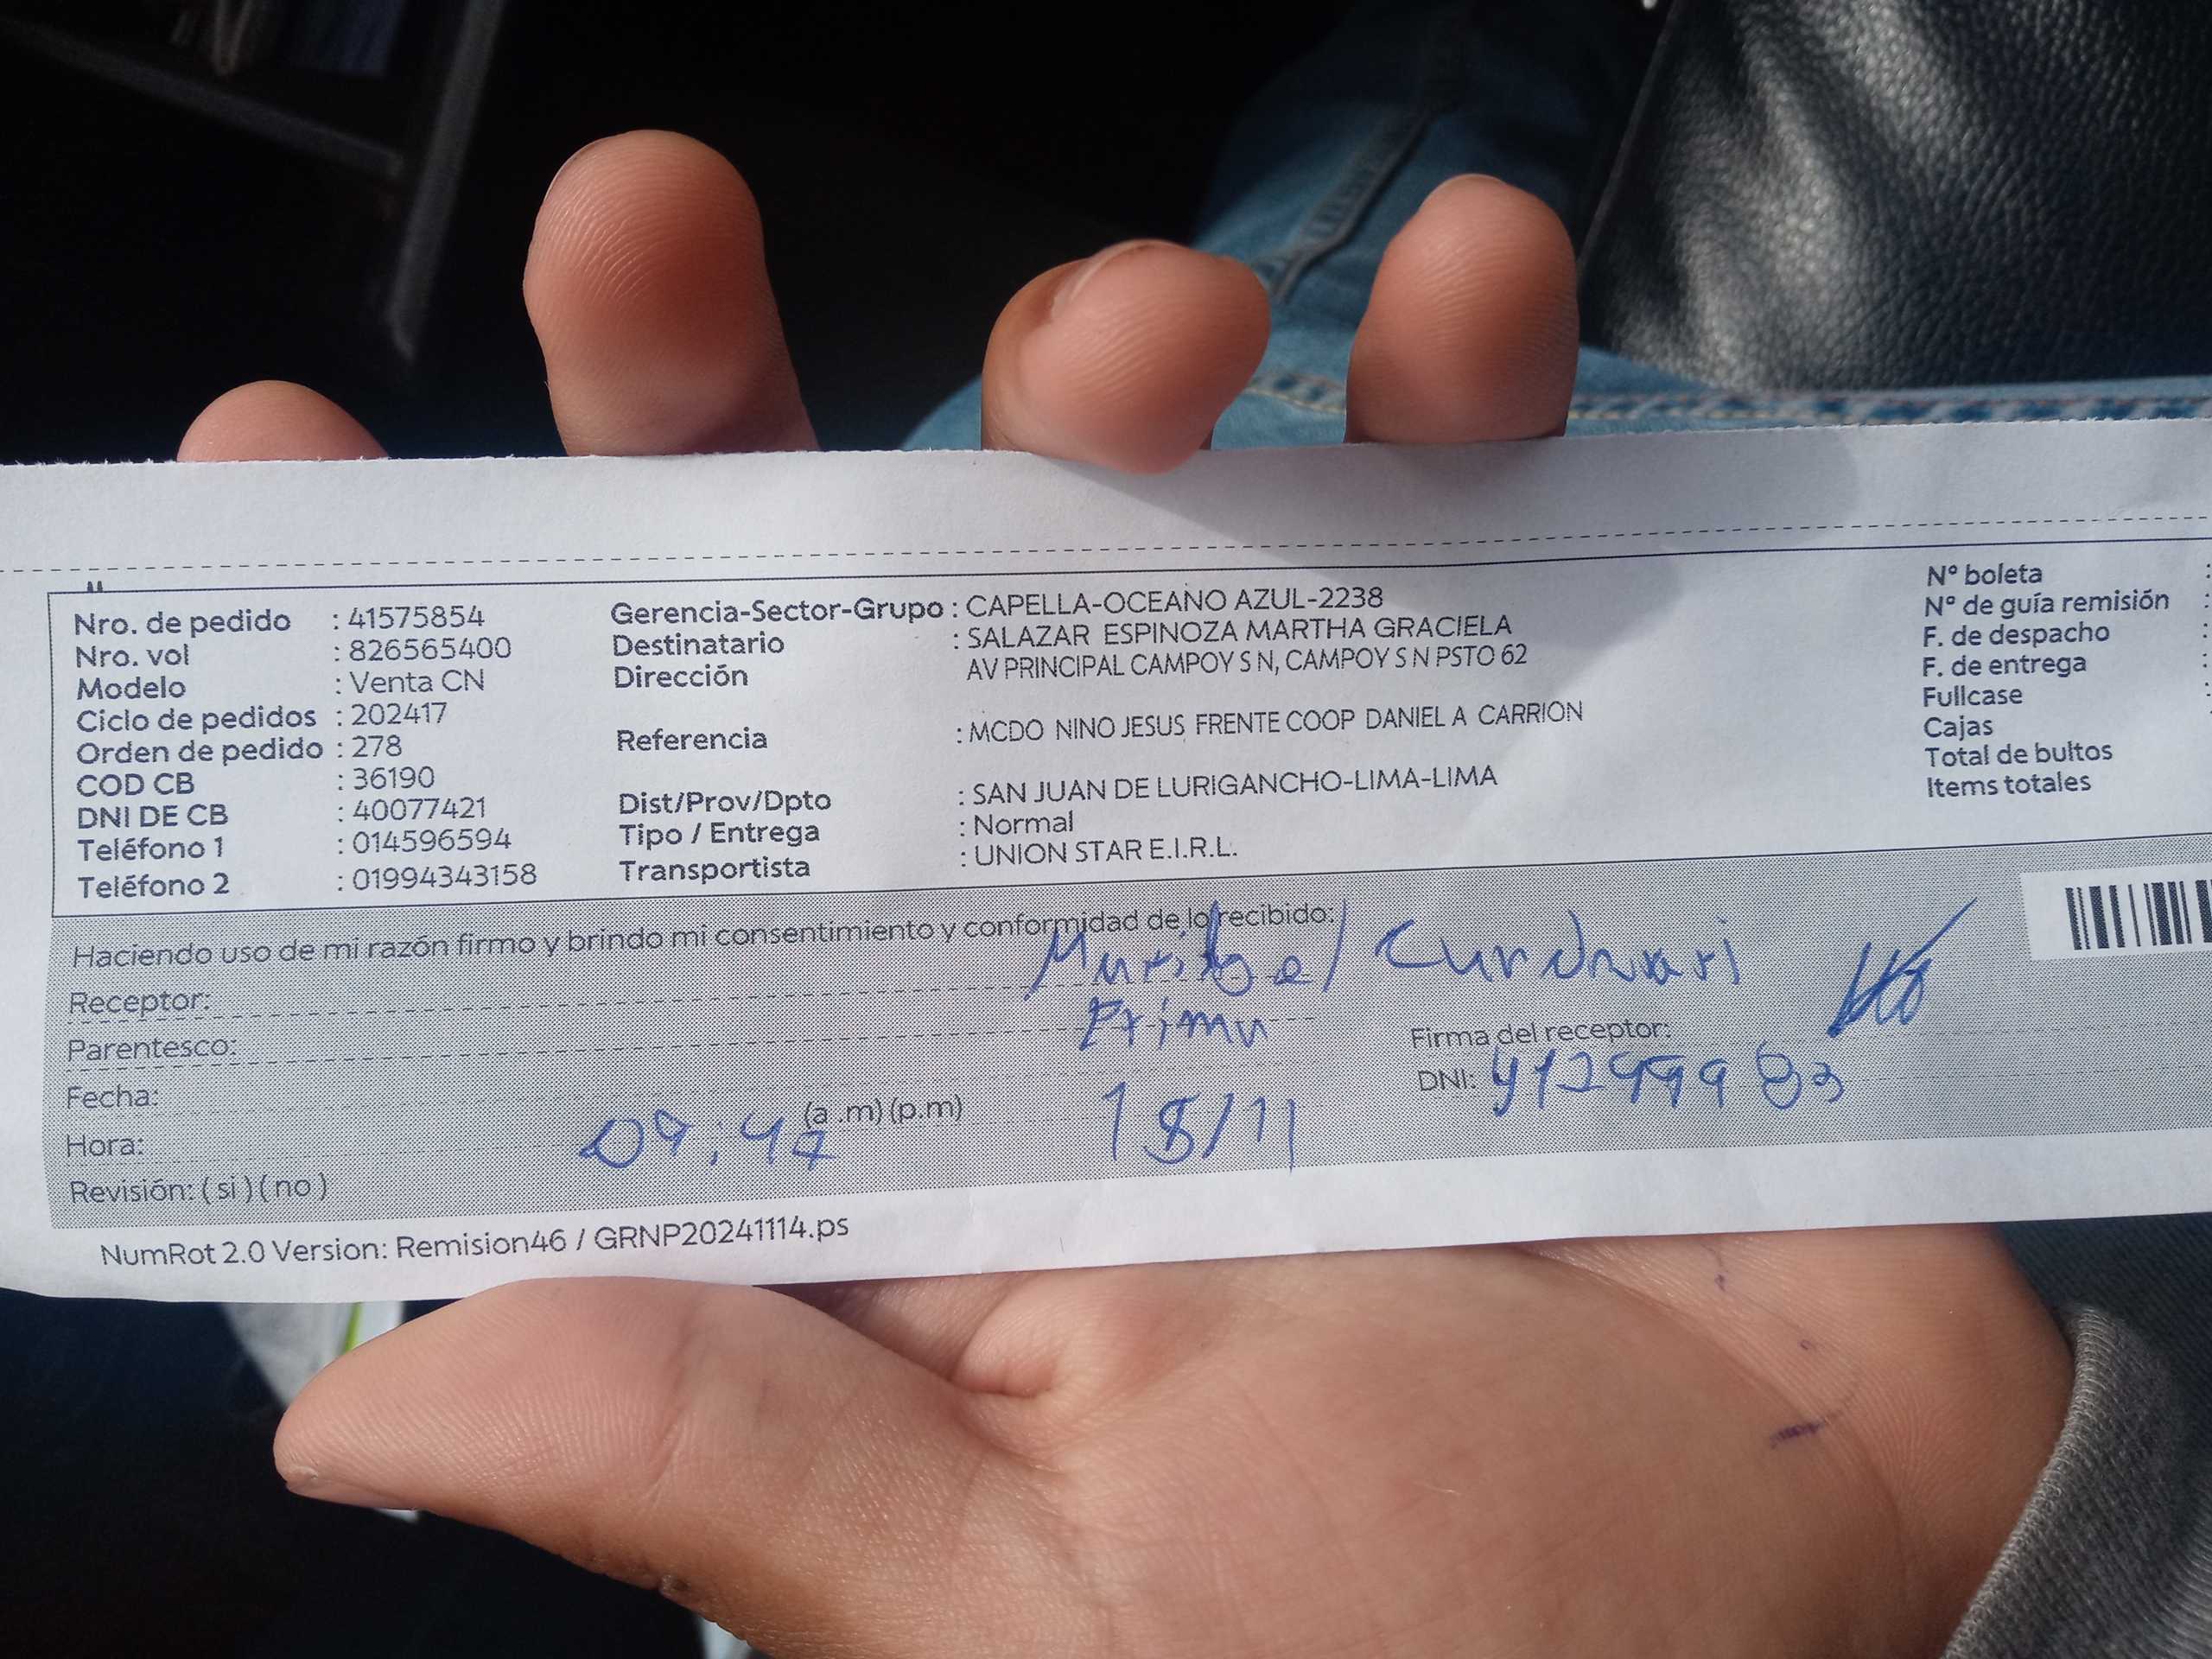 Nro. de pedido : 41575854
Nro. vol : 826565400
Modelo : Venta CN
Ciclo de pedidos : 202417
Orden de pedido : 278
COD CB : 36190
DNI DE CB : 40077421
Teléfono 1 : 014596594
Teléfono 2 : 01994343158
Gerencia-Sector-Grupo : CAPELLA-OCEANO AZUL-2238
Destinatario : SALAZAR ESPINOZA MARTHA GRACIELA
Dirección AV PRINCIPAL CAMPOY S N, CAMPOY S N PSTO 62
Referencia : MCDO NINO JESUS FRENTE COOP DANIEL A CARRION
Dist/Prov/Dpto : SAN JUAN DE LURIGANCHO-LIMA-LIMA
Tipo / Entrega : Normal
Transportista : UNION STAR E.I.R.L.
N° boleta :
N° de guía remisión :
F. de despacho :
F. de entrega :
Fullcase
Cajas
Total de bultos
Items totales
Haciendo uso de mi razón firmo y brindo mi consentimiento y conformidad de lo recibido:
Receptor: Maribel
Parentesco: Prima
Firma del receptor:
Fecha: 18/11
DNI:
Hora: 09:47 (a .m) (p.m)
Revisión: ( si ) ( no )
NumRot 2.0 Version: Remision46 / GRNP20241114.ps